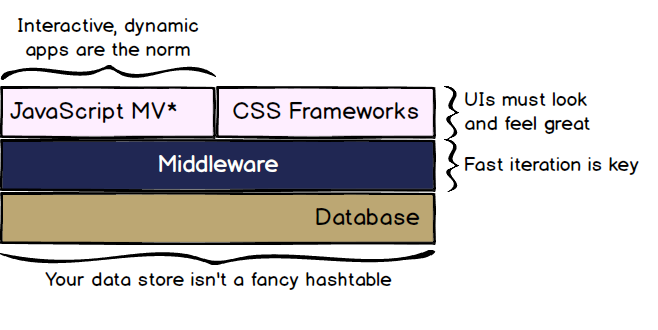 Interactive, dynamic
apps are the norm
JavaScript MV*
CSS Frameworks
UIs must look
and feel great
Middleware
Fast iteration is key
Database
Your data store isn't a fancy hashtable